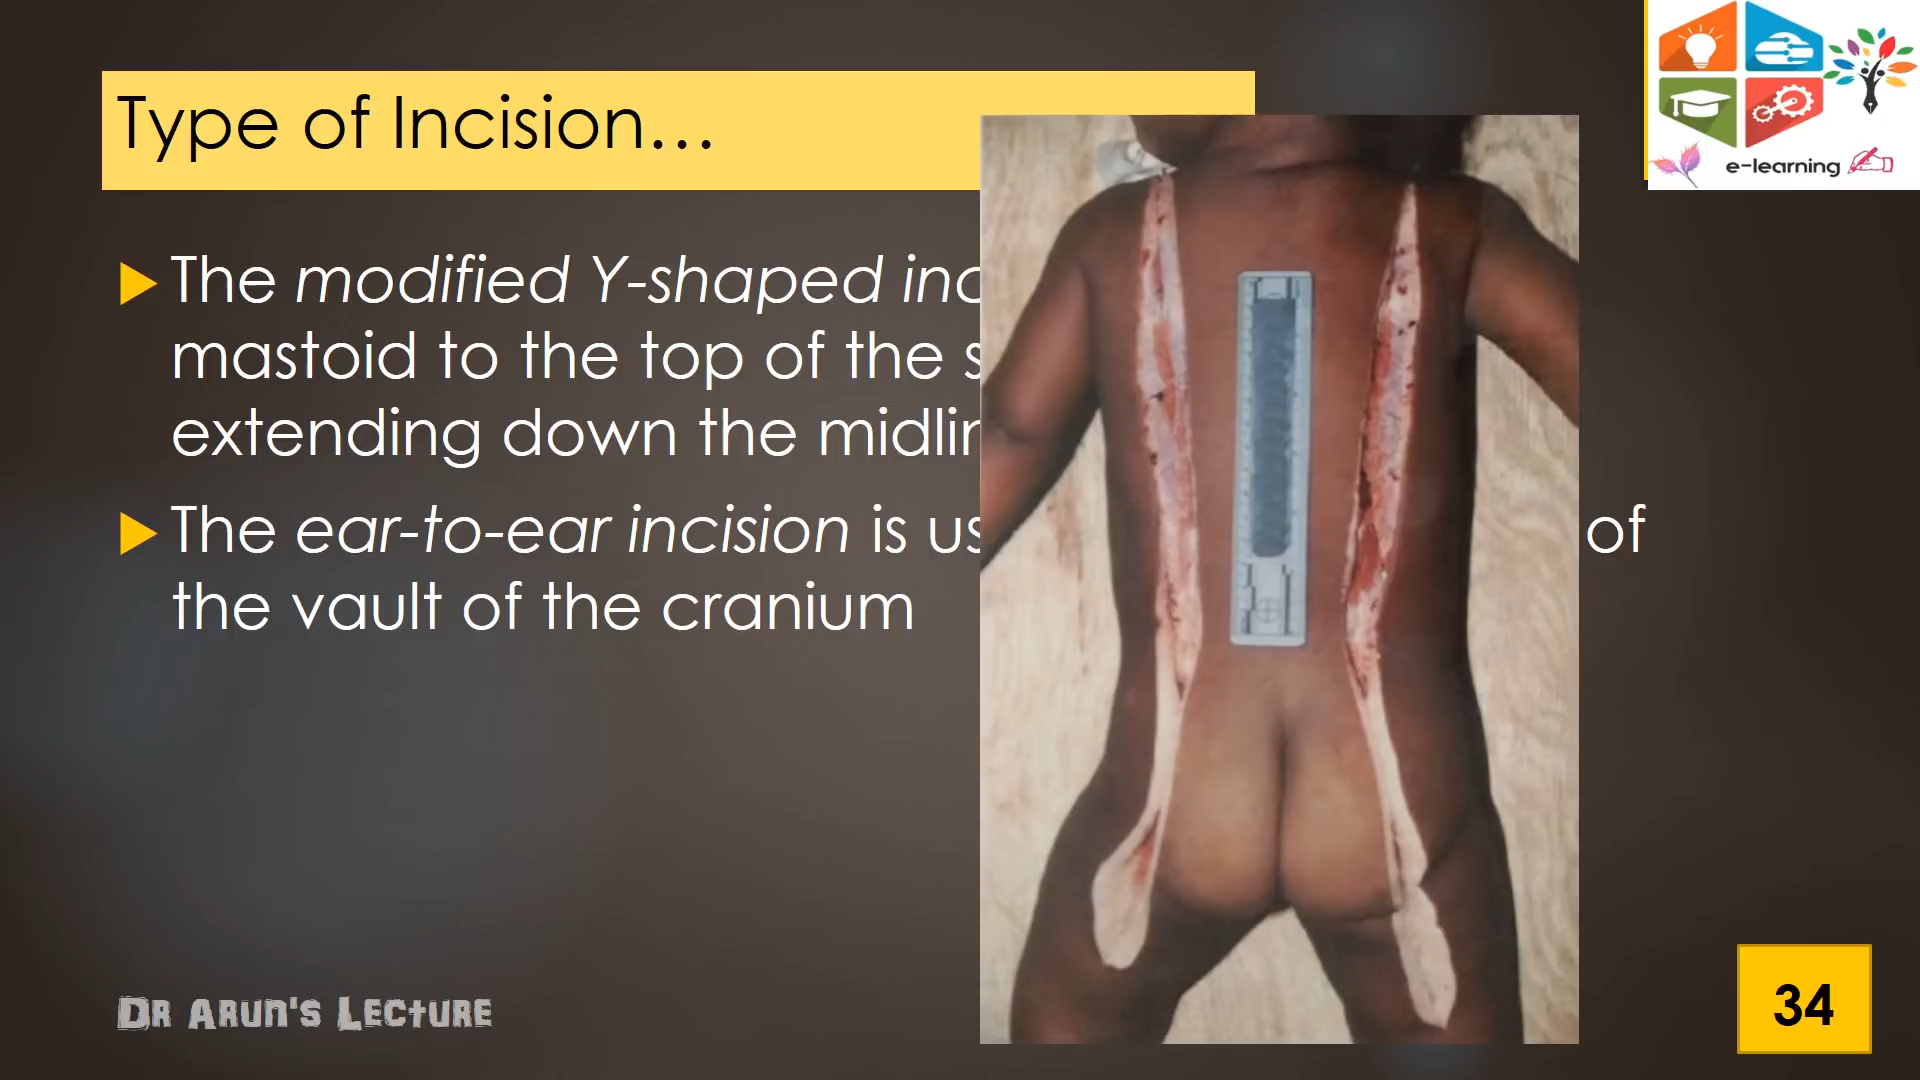 Type of Incision...
The modified Y-shaped inc
mastoid to the top of the s
extending down the midlin
The ear-to-ear incision is us of
the vault of the cranium
Dr Arun's Lecture
34
e-learning